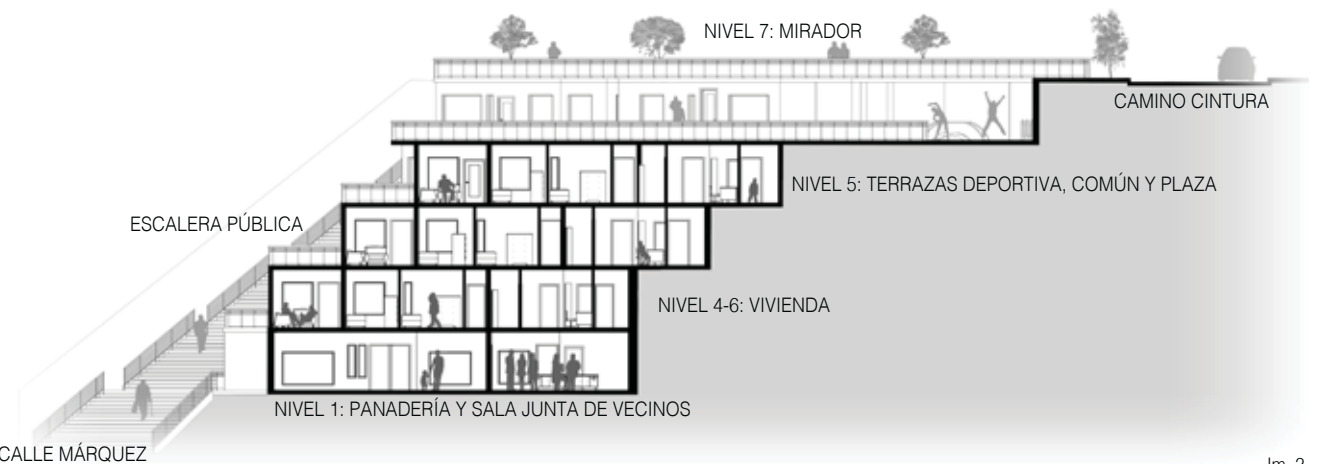 NIVEL 7: MIRADOR
CAMINO CINTURA
NIVEL 5: TERRAZAS DEPORTIVA, COMÚN Y PLAZA
ESCALERA PÚBLICA
NIVEL 4-6: VIVIENDA
NIVEL 1: PANADERÍA Y SALA JUNTA DE VECINOS
CALLE MÁRQUEZ
Im. 2